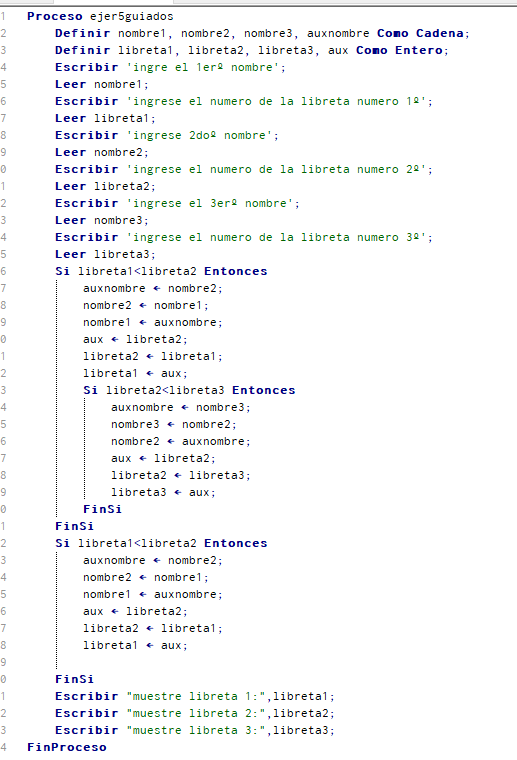 1 Proceso ejer5guiados
2 Definir nombre1, nombre2, nombre3, auxnombre Como Cadena;
3 Definir libreta1, libreta2, libreta3, aux Como Entero;
4 Escribir 'ingre el 1erº nombre';
5 Leer nombre1;
6 Escribir 'ingrese el numero de la libreta numero 1º';
7 Leer libreta1;
8 Escribir 'ingrese 2doº nombre';
9 Leer nombre2;
0 Escribir 'ingrese el numero de la libreta numero 2º';
1 Leer libreta2;
2 Escribir 'ingrese el 3erº nombre';
3 Leer nombre3;
4 Escribir 'ingrese el numero de la libreta numero 3º';
5 Leer libreta3;
6 Si libreta1<libreta2 Entonces
7 auxnombre ← nombre2;
8 nombre2 ← nombre1;
9 nombre1 ← auxnombre;
0 aux ← libreta2;
1 libreta2 ← libreta1;
2 libreta1 ← aux;
3 Si libreta2<libreta3 Entonces
4 auxnombre ← nombre3;
5 nombre3 ← nombre2;
6 nombre2 ← auxnombre;
7 aux ← libreta2;
8 libreta2 ← libreta3;
9 libreta3 ← aux;
0 FinSi
1 FinSi
2 Si libreta1<libreta2 Entonces
3 auxnombre ← nombre2;
4 nombre2 ← nombre1;
5 nombre1 ← auxnombre;
6 aux ← libreta2;
7 libreta2 ← libreta1;
8 libreta1 ← aux;
9
0 FinSi
1 Escribir "muestre libreta 1:",libreta1;
2 Escribir "muestre libreta 2:",libreta2;
3 Escribir "muestre libreta 3:",libreta3;
4 FinProceso